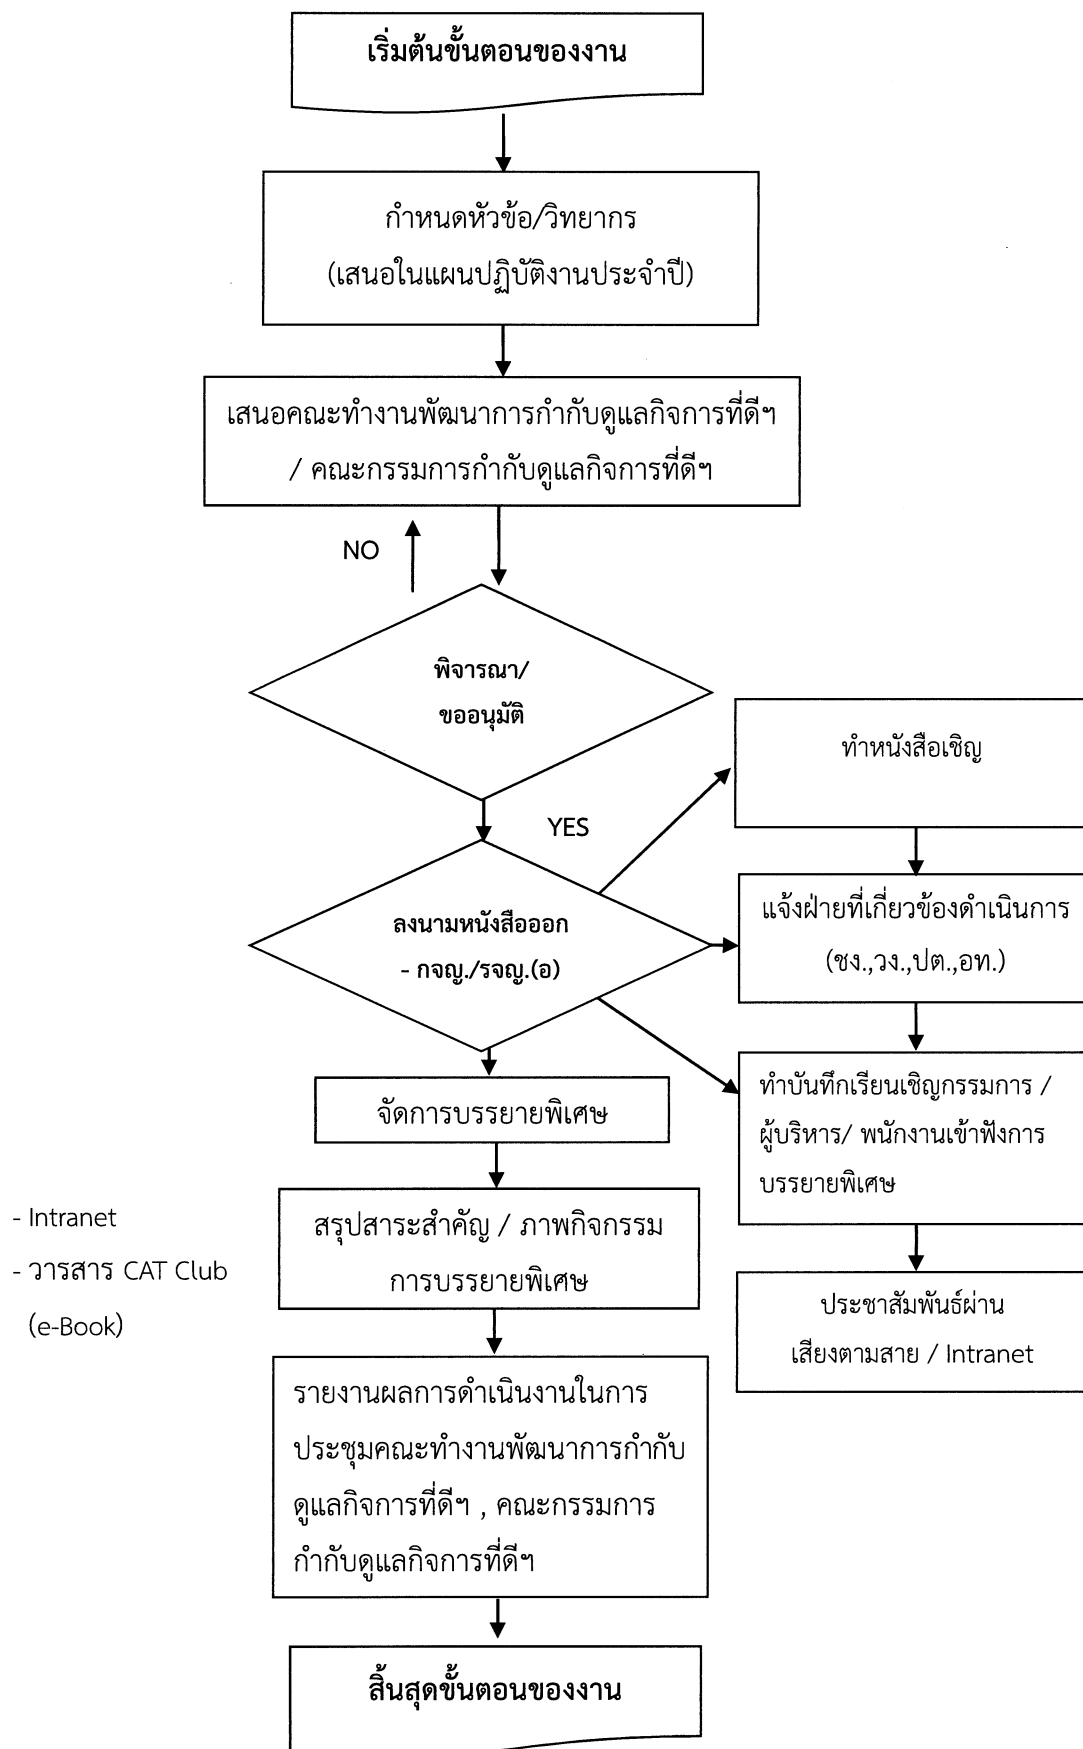 เริ่มต้นขั้นตอนของงาน
กำหนดหัวข้อ/วิทยากร
(เสนอในแผนปฏิบัติงานประจำปี)
เสนอคณะทำงานพัฒนาการกำกับดูแลกิจการที่ดีฯ
/ คณะกรรมการกำกับดูแลกิจการที่ดีฯ
NO
พิจารณา/
ขออนุมัติ
YES
ลงนามหนังสือออก
- กจญ./รจญ.(อ)
ทำหนังสือเชิญ
แจ้งฝ่ายที่เกี่ยวข้องดำเนินการ
(ชง.,วง.,ปต.,อท.)
ทำบันทึกเรียนเชิญกรรมการ /
ผู้บริหาร/ พนักงานเข้าฟังการ
บรรยายพิเศษ
ประชาสัมพันธ์ผ่าน
เสียงตามสาย / Intranet
จัดการบรรยายพิเศษ
สรุปสาระสำคัญ / ภาพกิจกรรม
การบรรยายพิเศษ
- Intranet
- วารสาร CAT Club
(e-Book)
รายงานผลการดำเนินงานในการ
ประชุมคณะทำงานพัฒนาการกำกับ
ดูแลกิจการที่ดีฯ , คณะกรรมการ
กำกับดูแลกิจการที่ดีฯ
สิ้นสุดขั้นตอนของงาน